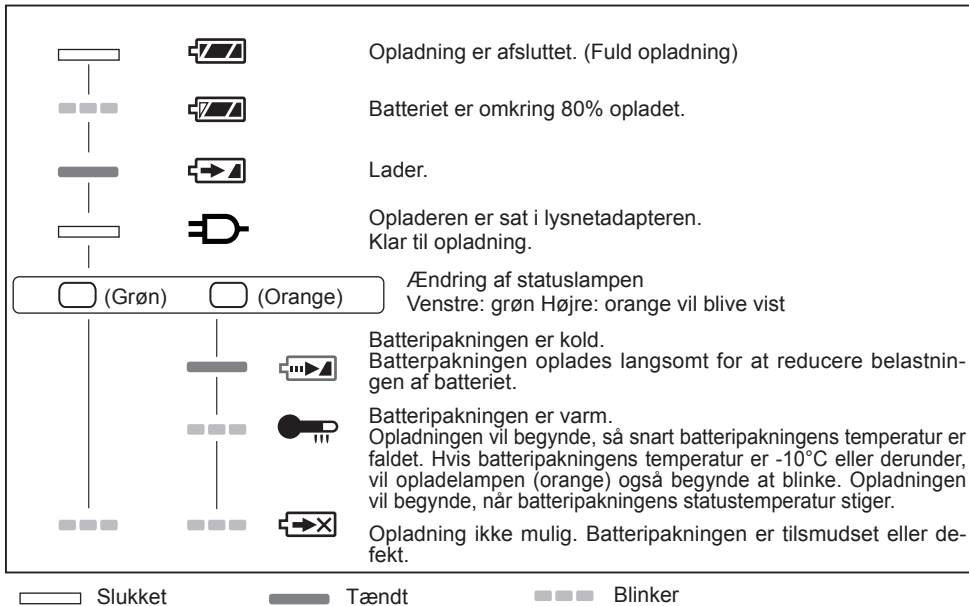 Opladning er afsluttet. (Fuld opladning)
Batteriet er omkring 80% opladet.
Lader.
Opladeren er sat i lysnetadapteren.
Klar til opladning.
(Grøn) (Orange)
Ændring af statuslampen
Venstre: grøn Højre: orange vil blive vist
Batteripakningen er kold.
Batterpakningen oplades langsomt for at reducere belastnin-
gen af batteriet.
Batteripakningen er varm.
Opladningen vil begynde, så snart batteripakningens temperatur er
faldet. Hvis batteripakningens temperatur er -10°C eller derunder,
vil opladelampen (orange) også begynde at blinke. Opladningen
vil begynde, når batteripakningens statustemperatur stiger.
Opladning ikke mulig. Batteripakningen er tilsmudset eller de-
fekt.
Slukket Tændt Blinker